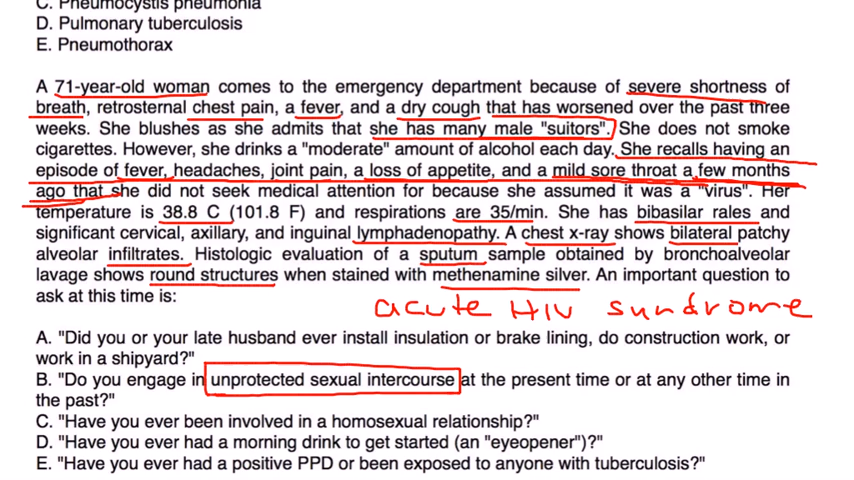 C. Pneumocystis pneumonia
D. Pulmonary tuberculosis
E. Pneumothorax
A 71-year-old woman comes to the emergency department because of severe shortness of
breath, retrosternal chest pain, a fever, and a dry cough that has worsened over the past three
weeks. She blushes as she admits that she has many male "suitors". She does not smoke
cigarettes. However, she drinks a "moderate" amount of alcohol each day. She recalls having an
episode of fever, headaches, joint pain, a loss of appetite, and a mild sore throat a few months
ago that she did not seek medical attention for because she assumed it was a "virus". Her
temperature is 38.8 C (101.8 F) and respirations are 35/min. She has bibasilar rales and
significant cervical, axillary, and inguinal lymphadenopathy. A chest x-ray shows bilateral patchy
alveolar infiltrates. Histologic evaluation of a sputum sample obtained by bronchoalveolar
lavage shows round structures when stained with methenamine silver. An important question to
ask at this time is:
acute HIV sundrome
A. "Did you or your late husband ever install insulation or brake lining, do construction work, or
work in a shipyard?"
B. "Do you engage in unprotected sexual intercourse at the present time or at any other time in
the past?"
C. "Have you ever been involved in a homosexual relationship?"
D. "Have you ever had a morning drink to get started (an "eyeopener")?"
E. "Have you ever had a positive PPD or been exposed to anyone with tuberculosis?"